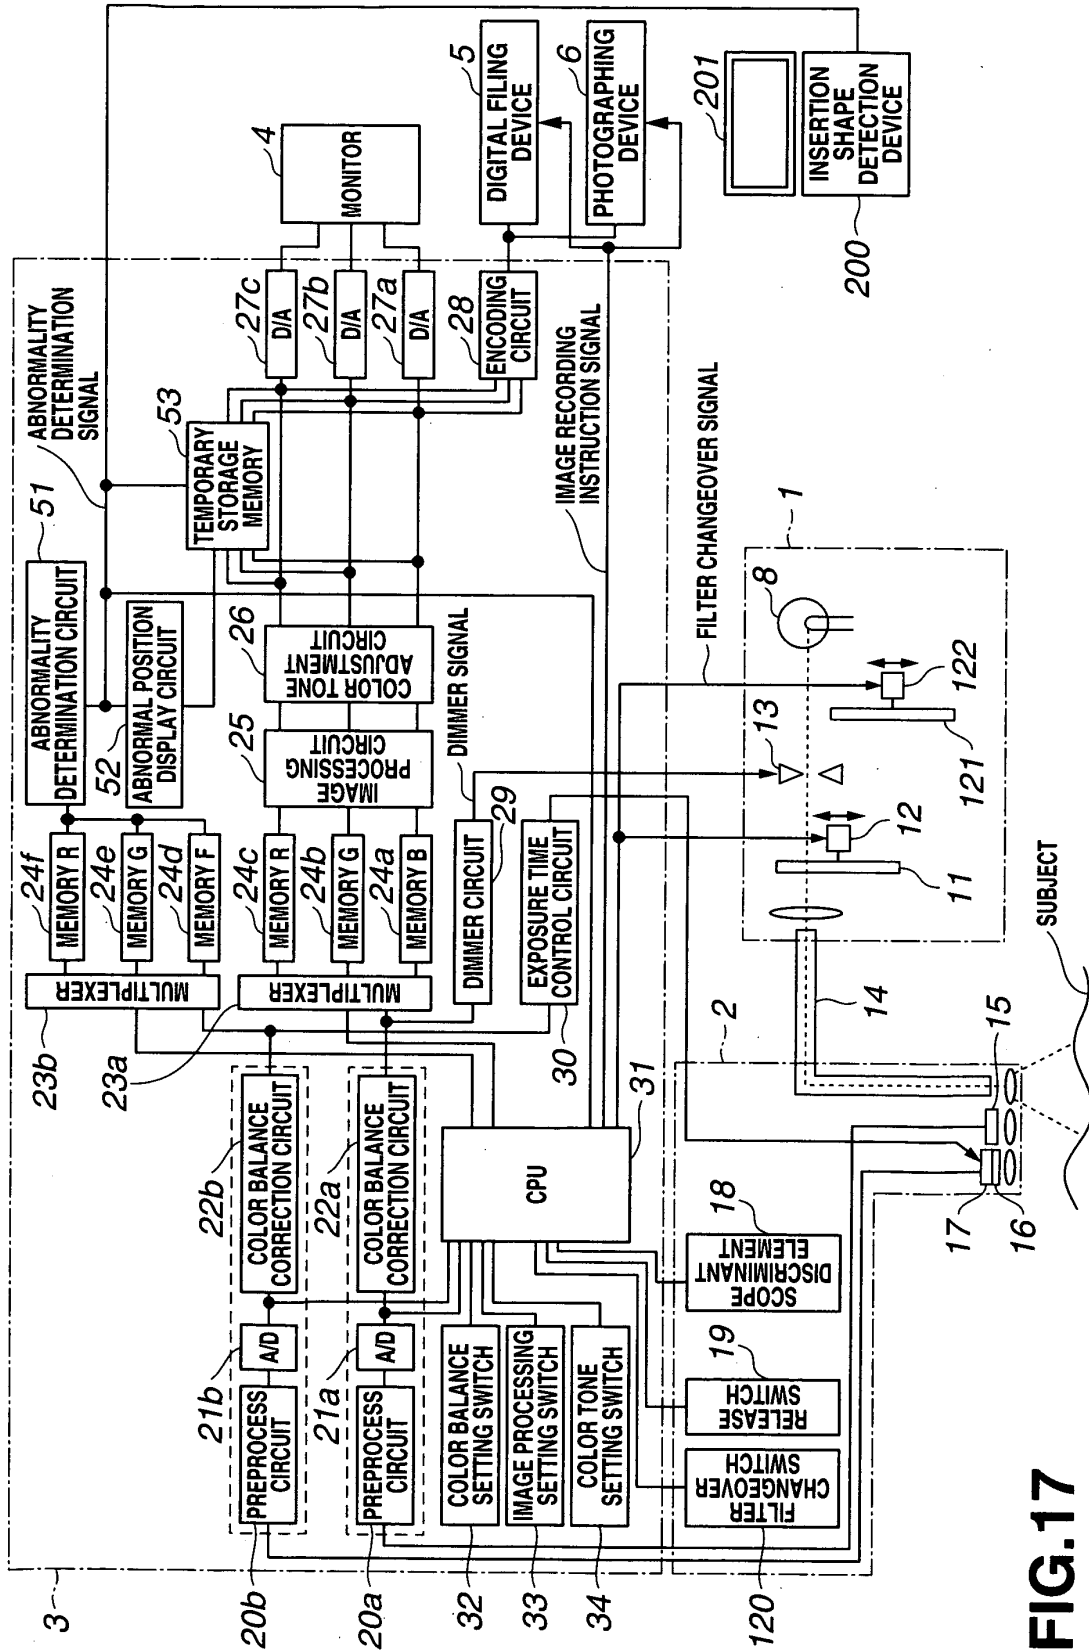 FIG.17
3
20b
PREPROCESS
CIRCUIT
21b
A/D
22b
COLOR BALANCE
CORRECTION CIRCUIT
20a
PREPROCESS
CIRCUIT
21a
A/D
22a
COLOR BALANCE
CORRECTION CIRCUIT
32
COLOR BALANCE
SETTING SWITCH
33
IMAGE PROCESSING
SETTING SWITCH
34
COLOR TONE
SETTING SWITCH
CPU
31
23b
MULTIPLEXER
24f
MEMORY R
24e
MEMORY G
24d
MEMORY F
23a
MULTIPLEXER
24c
MEMORY R
24b
MEMORY G
24a
MEMORY B
ABNORMALITY
DETERMINATION CIRCUIT
51
52
ABNORMAL POSITION
DISPLAY CIRCUIT
ABNORMALITY
DETERMINATION
SIGNAL
25
IMAGE
PROCESSING
CIRCUIT
26
COLOR TONE
ADJUSTMENT
CIRCUIT
TEMPORARY
STORAGE
MEMORY
53
27c
D/A
27b
D/A
27a
D/A
28
ENCODING
CIRCUIT
4
MONITOR
5
DIGITAL FILING
DEVICE
6
PHOTOGRAPHING
DEVICE
201
INSERTION
SHAPE
DETECTION
DEVICE
200
DIMMER CIRCUIT
29
DIMMER SIGNAL
30
EXPOSURE TIME
CONTROL CIRCUIT
IMAGE RECORDING
INSTRUCTION SIGNAL
FILTER CHANGEOVER SIGNAL
120
FILTER
CHANGEOVER
SWITCH
19
RELEASE
SWITCH
18
SCOPE
DISCRIMINANT
ELEMENT
2
17
16
15
14
SUBJECT
1
8
13
12
11
122
121